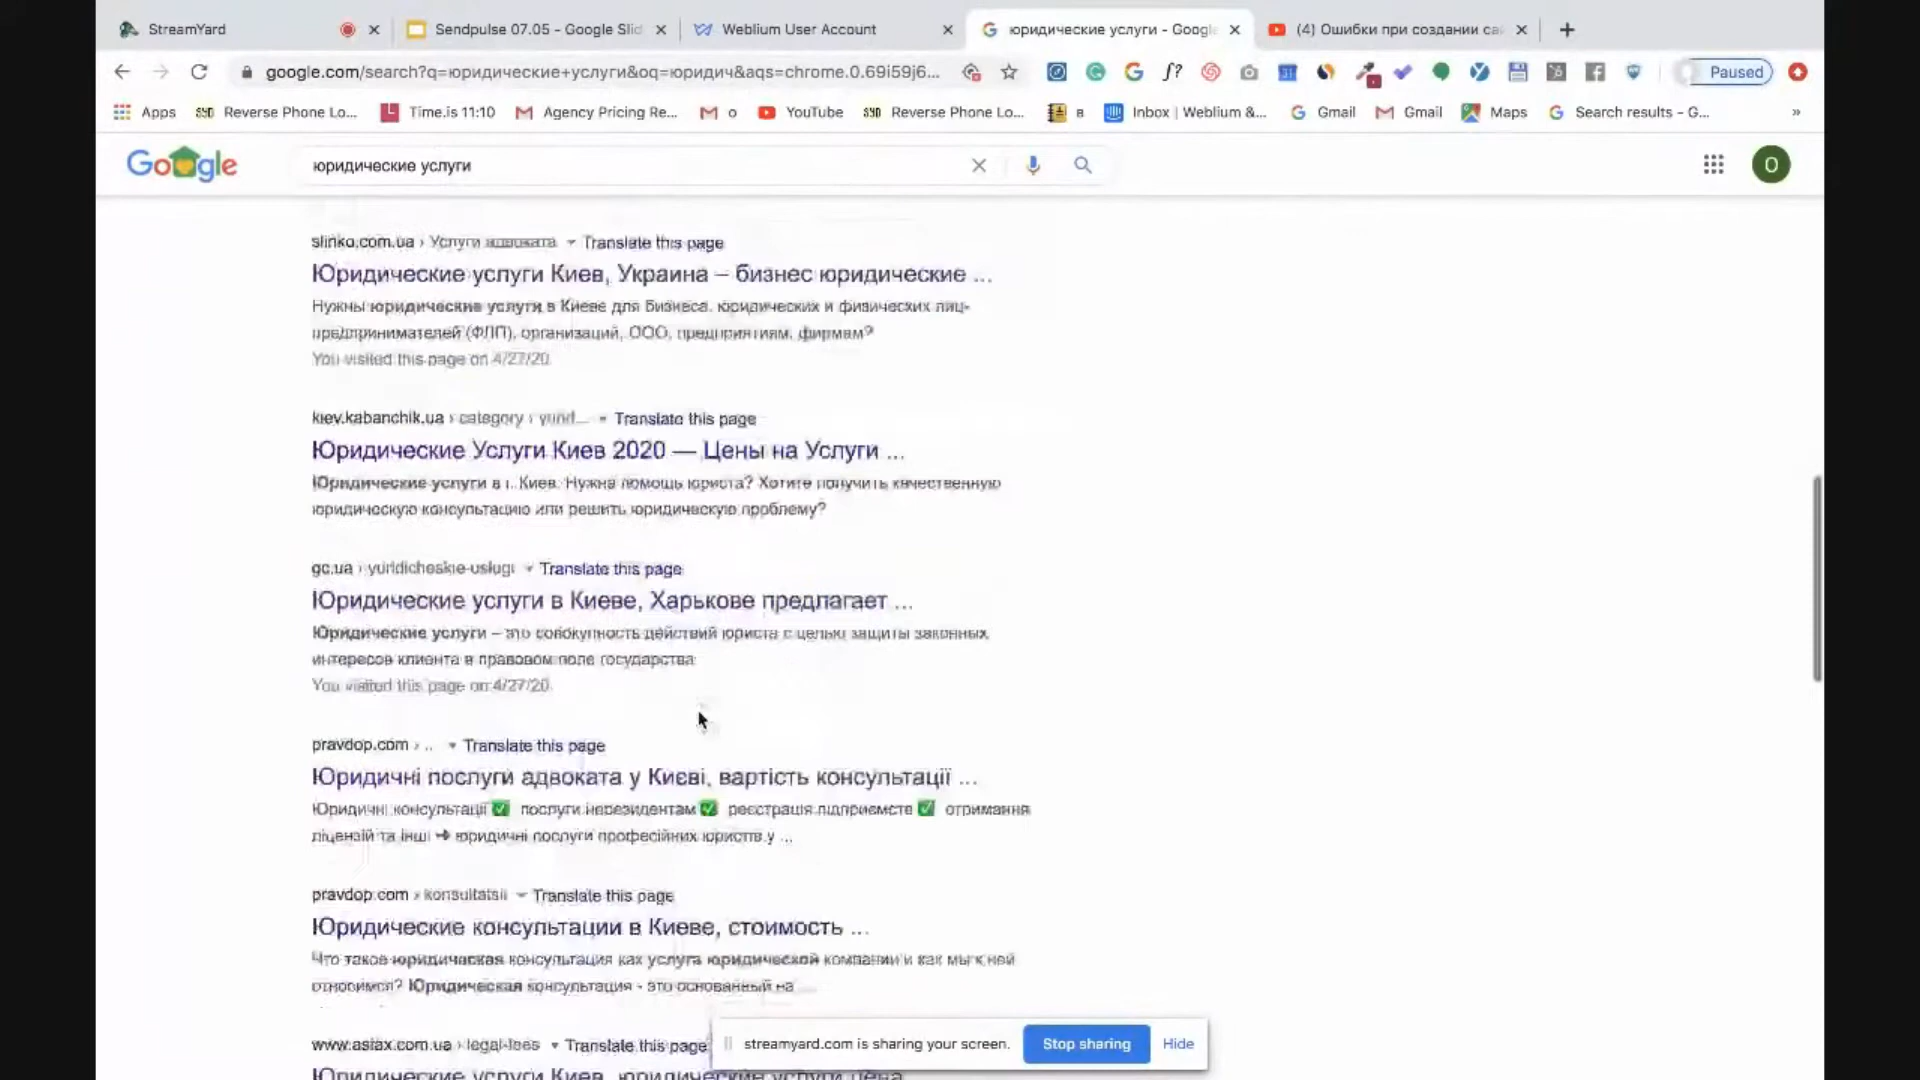 StreamYard
Sendpulse 07.05 - Google Slid
Weblium User Account
юридические услуги - Google
(4) Ошибки при создании са
google.com/search?q=юридические+услуги&oq=юридич&aqs=chrome.0.69i59j6...
Paused
Apps
Reverse Phone Lo...
Time.is 11:10
Agency Pricing Re...
o
YouTube
Reverse Phone Lo...
в
Inbox | Weblium &...
Gmail
Gmail
Maps
Search results - G...
»
Google
юридические услуги
O
slinko.com.ua › Услуги адвоката Translate this page
Юридические услуги Киев, Украина – бизнес юридические ...
Нужны юридические услуги в Киеве для бизнеса, юридических и физических лиц-
предпринимателей (ФЛП), организаций, ООО, предприятиям, фирмам?
You visited this page on 4/27/20.
kiev.kabanchik.ua › category › yurid... Translate this page
Юридические Услуги Киев 2020 — Цены на Услуги ...
Юридические услуги в г. Киев. Нужна помощь юриста? Хотите получить качественную
юридическую консультацию или решить юридическую проблему?
gc.ua › yuridicheskie-uslugi Translate this page
Юридические услуги в Киеве, Харькове предлагает ...
Юридические услуги – это совокупность действий юриста с целью защиты законных
интересов клиента в правовом поле государства
You visited this page on 4/27/20.
pravdop.com › ... Translate this page
Юридичні послуги адвоката у Києві, вартість консультації ...
Юридичні консультації ✅ послуги нерезидентам ✅ реєстрація підприємств ✅ отримання
ліцензій та інші ➔ юридичні послуги професійних юристів у ...
pravdop.com › konsultatsii Translate this page
Юридические консультации в Киеве, стоимость ...
Что такое юридическая консультация как услуга юридической компании и как мы к ней
относимся? Юридическая консультация - это основанный на
Translate this page
Юридические услуги Киев, юридические услуги цена
streamyard.com is sharing your screen.
Stop sharing
Hide